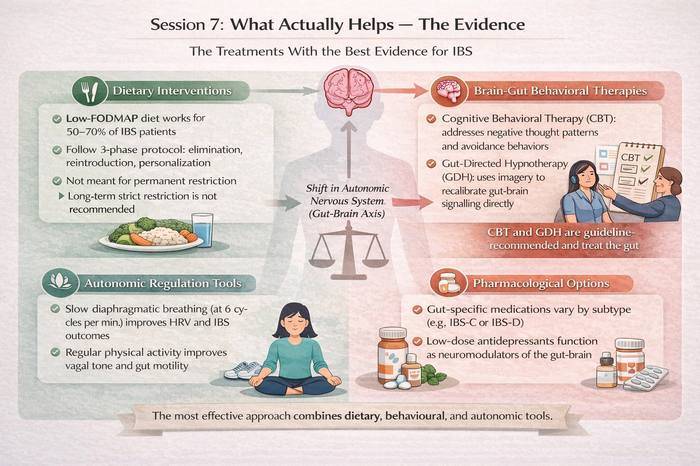 Session 7: What Actually Helps — The Evidence
The Treatments With the Best Evidence for IBS
Dietary Interventions
Low-FODMAP diet works for
50–70% of IBS patients
Follow 3-phase protocol: elimination,
reintroduction, personalization
Not meant for permanent restriction
Long-term strict restriction is not
recommended
Shift in Autonomic
Nervous System
(Gut-Brain Axis)
Brain-Gut Behavioral Therapies
Cognitive Behavioral Therapy (CBT):
addresses negative thought patterns
and avoidance behaviors
Gut-Directed Hypnotherapy
(GDH): uses imagery to
recalibrate gut-brain
signalling directly
CBT
CBT and GDH are guideline-
recommended and treat the gut
Autonomic Regulation Tools
Slow diaphragmatic breathing (at 6 cy-
cles per min.) improves HRV and IBS
outcomes
Regular physical activity improves
vagal tone and gut motility
Pharmacological Options
Gut-specific medications vary by subtype
(e.g, IBS-C or IBS-D)
Low-dose antidepressants function
as neuromodulators of the gut-brain
The most effective approach combines dietary, behavioural, and autonomic tools.